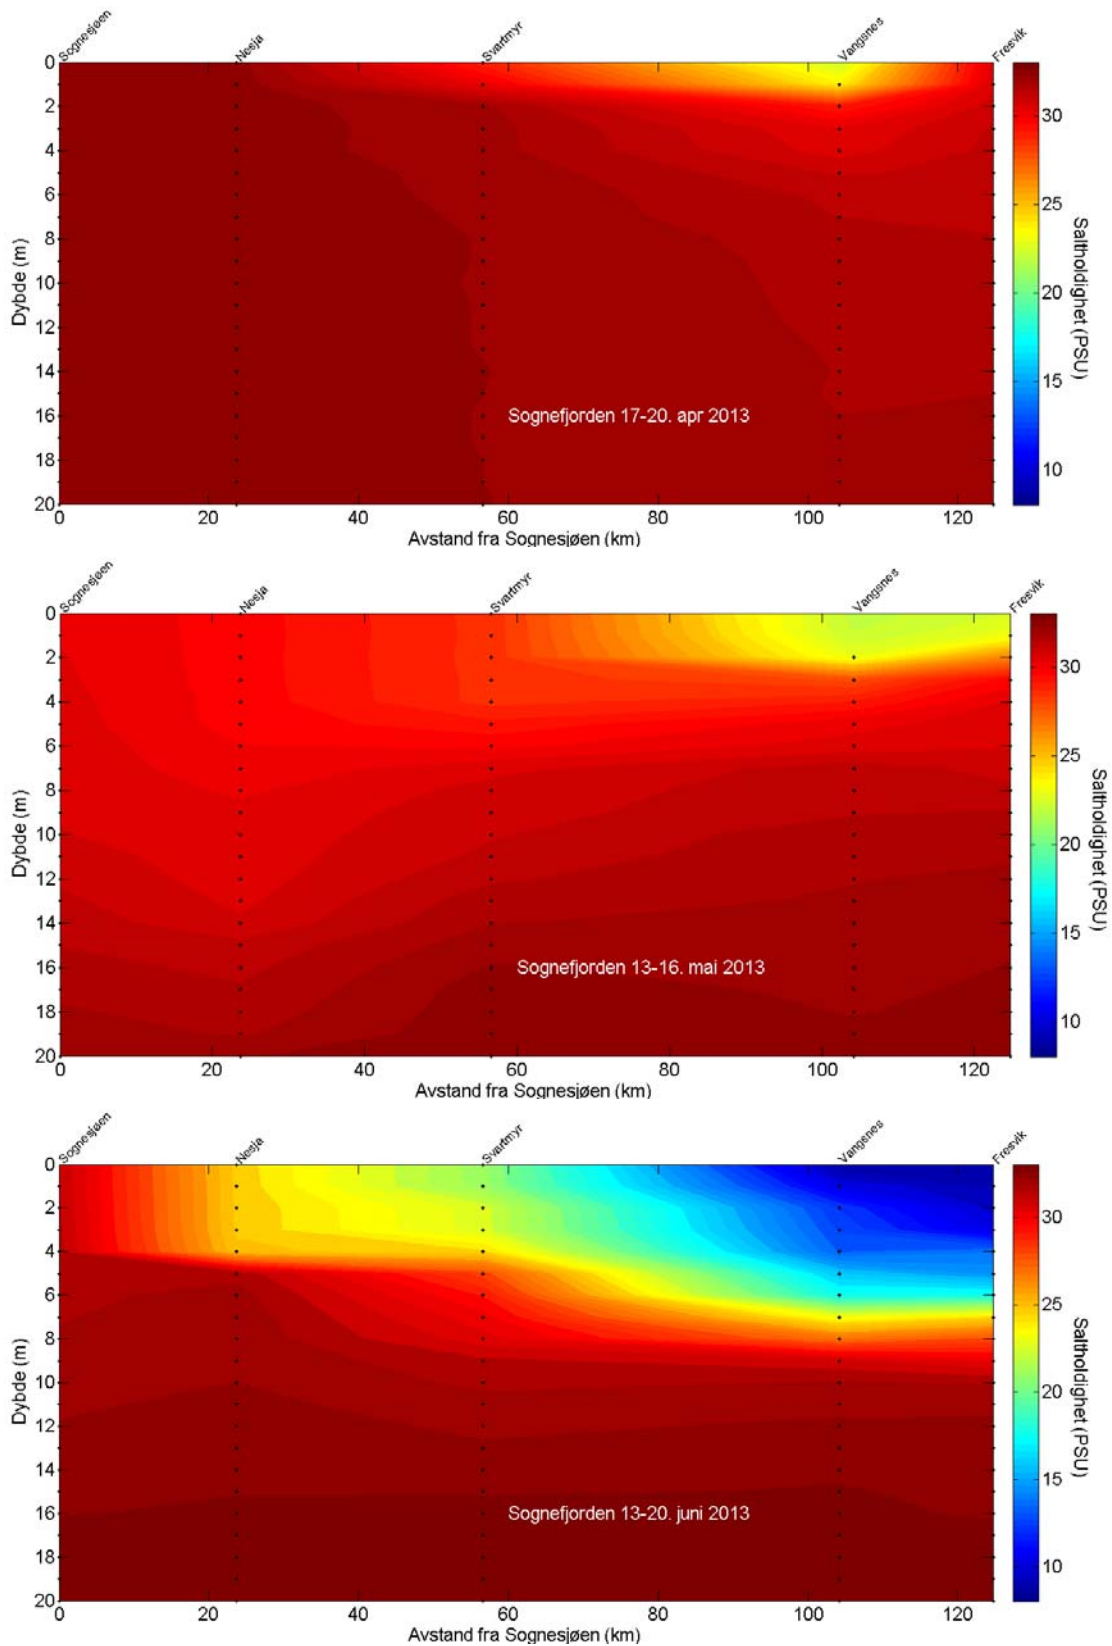 Sognesjøen Nesja Svartmyr Vangsnes Fresvik
0
2
4
6
8
10
12
14
16
18
20
Dybde (m)
Sognefjorden 17-20. apr 2013
0 20 40 60 80 100 120
Avstand fra Sognesjøen (km)
30
25
20
15
10
Saltholdighet (PSU)
Sognesjøen Nesja Svartmyr Vangsnes Fresvik
0
2
4
6
8
10
12
14
16
18
20
Dybde (m)
Sognefjorden 13-16. mai 2013
0 20 40 60 80 100 120
Avstand fra Sognesjøen (km)
30
25
20
15
10
Saltholdighet (PSU)
Sognesjøen Nesja Svartmyr Vangsnes Fresvik
0
2
4
6
8
10
12
14
16
18
20
Dybde (m)
Sognefjorden 13-20. juni 2013
0 20 40 60 80 100 120
Avstand fra Sognesjøen (km)
30
25
20
15
10
Saltholdighet (PSU)